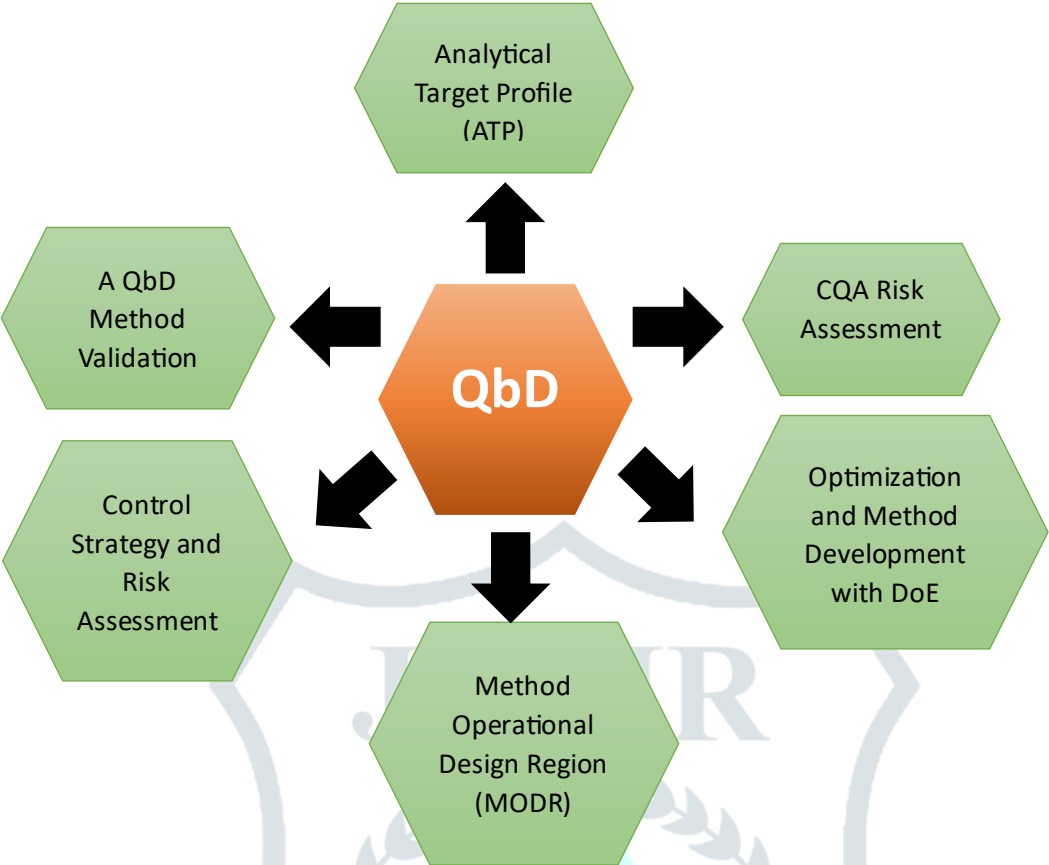 Analytical
Target Profile
(ATP)
A QbD
Method
Validation
CQA Risk
Assessment
QbD
Control
Strategy and
Risk
Assessment
Optimization
and Method
Development
with DoE
Method
Operational
Design Region
(MODR)